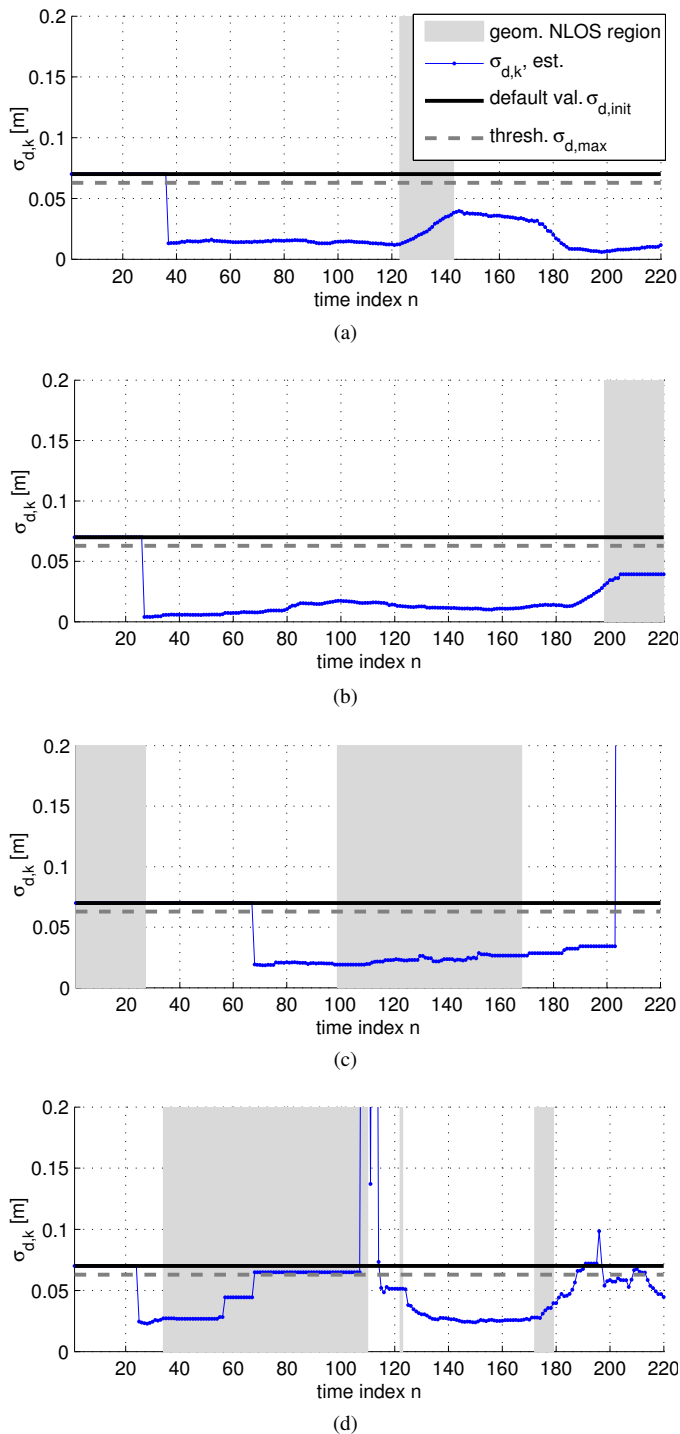 0.2
0.15
0.1
0.05
0
σd,k [m]
geom. NLOS region
σd,k, est.
default val. σd,init
thresh. σd,max
20 40 60 80 100 120 140 160 180 200 220
time index n
(a)
0.2
0.15
0.1
0.05
0
σd,k [m]
20 40 60 80 100 120 140 160 180 200 220
time index n
(b)
0.2
0.15
0.1
0.05
0
σd,k [m]
20 40 60 80 100 120 140 160 180 200 220
time index n
(c)
0.2
0.15
0.1
0.05
0
σd,k [m]
20 40 60 80 100 120 140 160 180 200 220
time index n
(d)